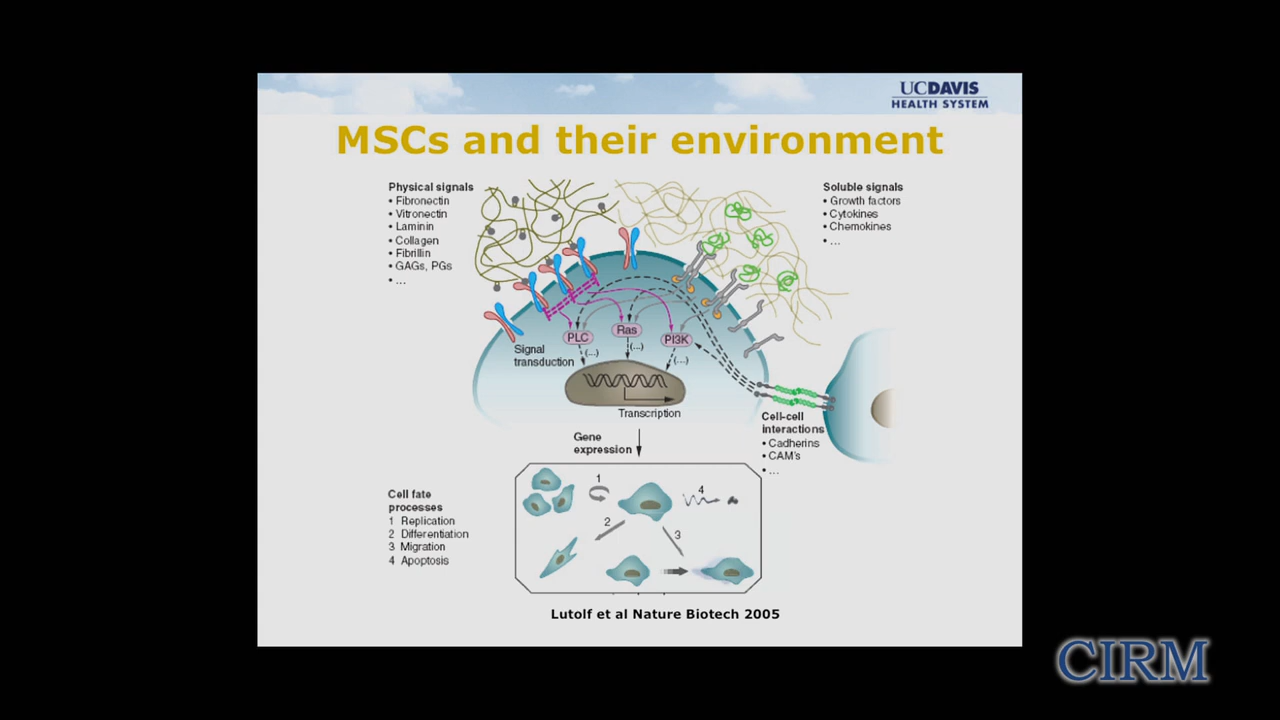 UCDAVIS
HEALTH SYSTEM
MSCs and their environment
Physical signals
• Fibronectin
• Vitronectin
• Laminin
• Collagen
• Fibrillin
• GAGs, PGs
• ...
Soluble signals
• Growth factors
• Cytokines
• Chemokines
• ...
PLC
Ras
PI3K
(...)
(...)
(...)
Signal
transduction
Transcription
Cell-cell
interactions
• Cadherins
• CAM's
• ...
Gene
expression
Cell fate
processes
1 Replication
2 Differentiation
3 Migration
4 Apoptosis
1
2
3
4
Lutolf et al Nature Biotech 2005
CIRM